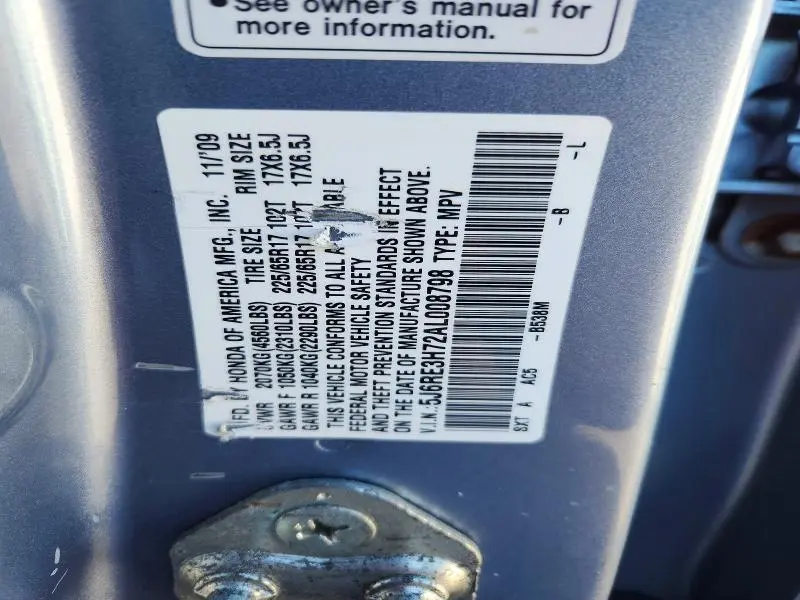 See owner's manual for
more information.
MFD. BY HONDA OF AMERICA MFG., INC. 11/'09
GVWR 2070KG(4560LBS) TIRE SIZE RIM SIZE
GAWR F 1050KG(2310LBS) 225/65R17 102T 17X6.5J
GAWR R 1040KG(2290LBS) 225/65R17 102T 17X6.5J
THIS VEHICLE CONFORMS TO ALL
FEDERAL MOTOR VEHICLE SAFETY
AND THEFT PREVENTION STANDARDS IN EFFECT
ON THE DATE OF MANUFACTURE SHOWN ABOVE.
V.I.N.:5J6RE3H72AL008798 TYPE: MPV
SXT A AC5 -B538M -B -L